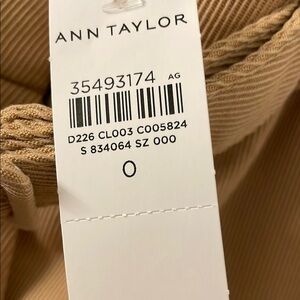 ANN TAYLOR
35493174 AG
D226 CL003 C005824
S 834064 SZ 000
0